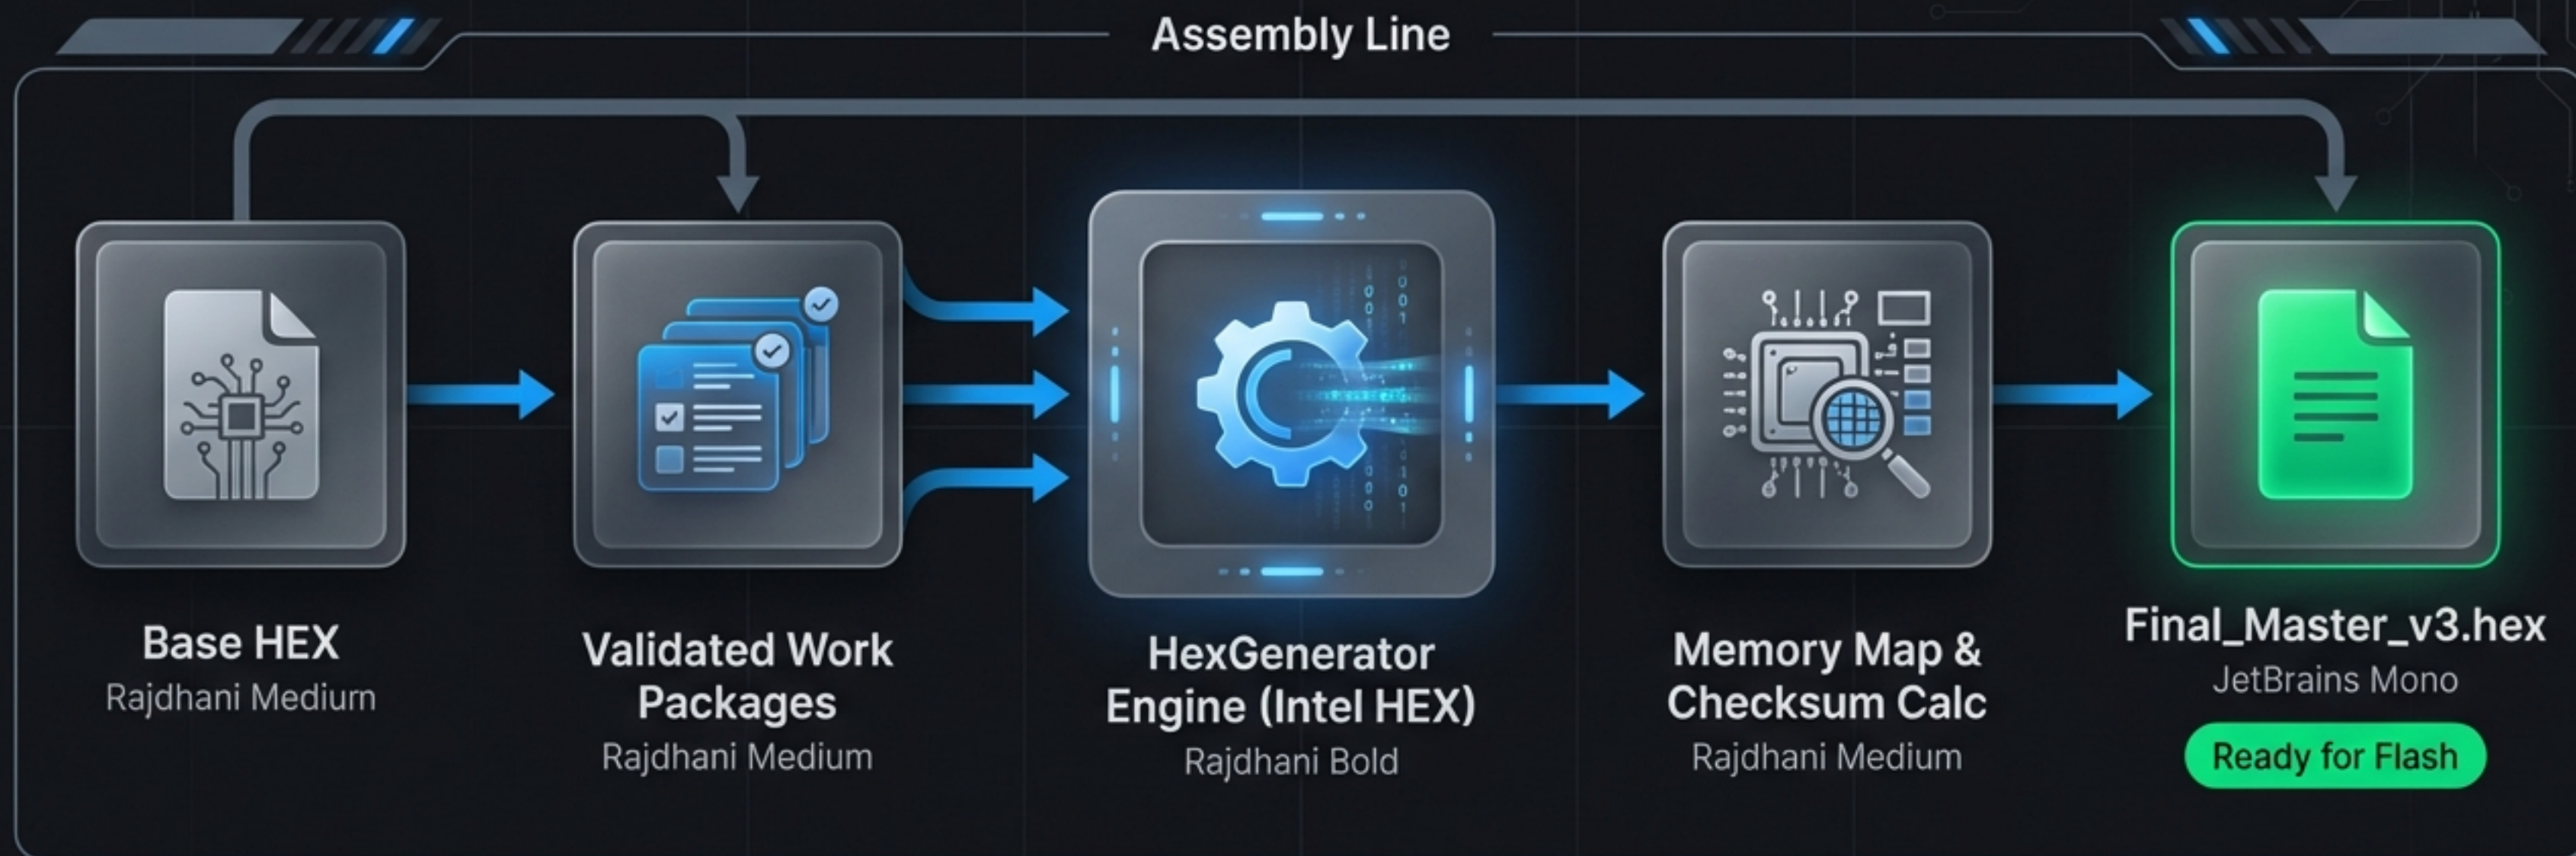 Assembly Line
Base HEX
Rajdhani Medium
Validated Work
Packages
Rajdhani Medium
HexGenerator
Engine (Intel HEX)
Rajdhani Bold
Memory Map &
Checksum Calc
Rajdhani Medium
Final_Master_v3.hex
JetBrains Mono
Ready for Flash